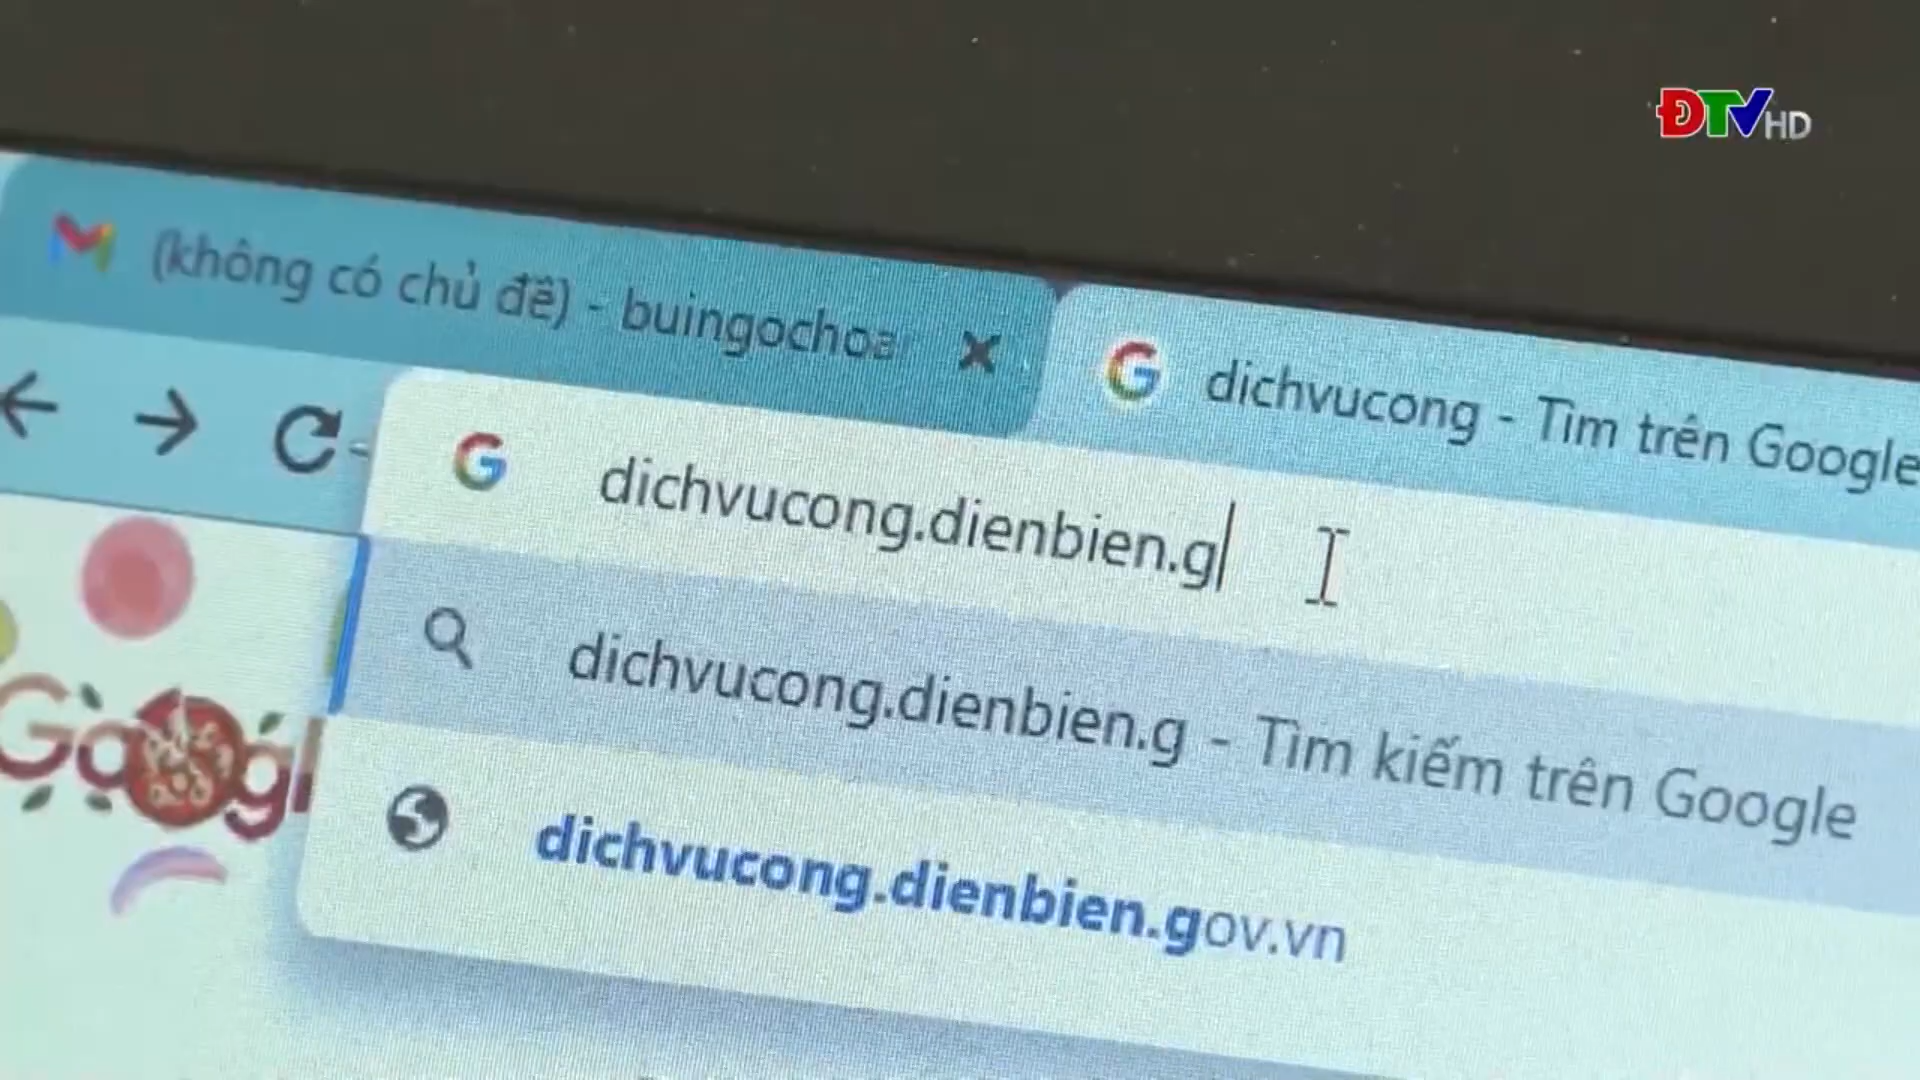 ĐTV HD
(không có chủ đề) - buingochoa
dichvucong - Tìm trên Google
dichvucong.dienbien.g
dichvucong.dienbien.g - Tìm kiếm trên Google
dichvucong.dienbien.gov.vn
Googl